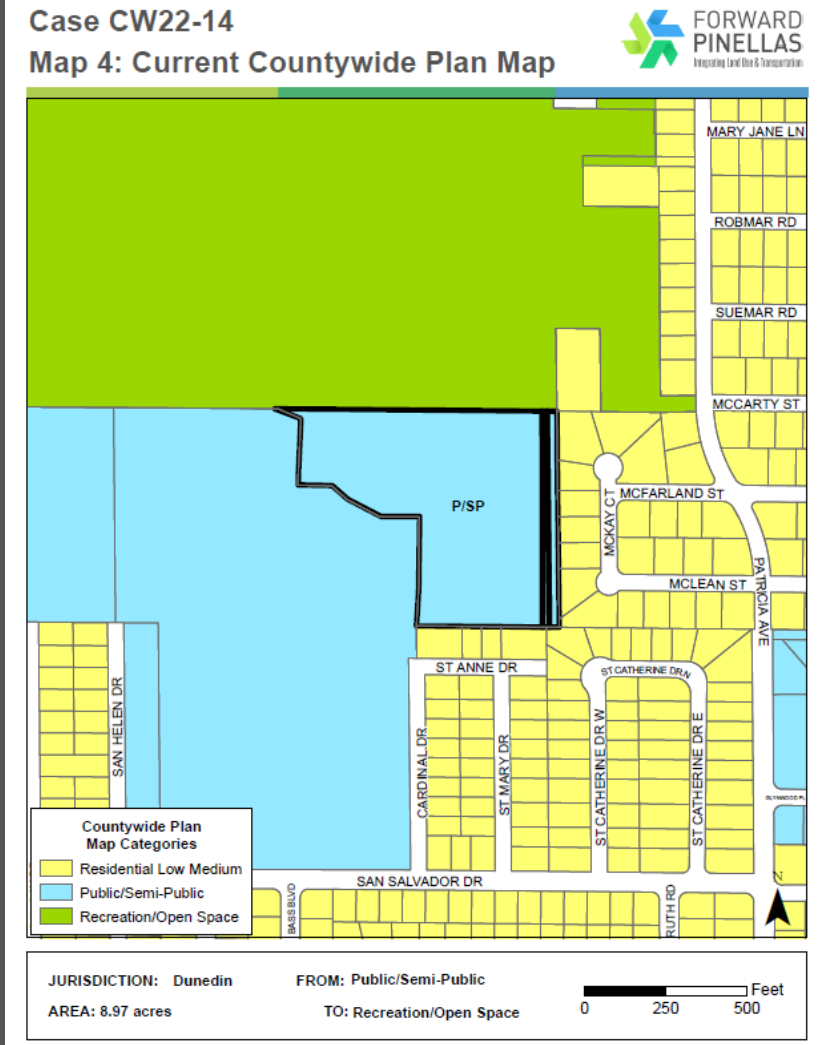 Case CW22-14
Map 4: Current Countywide Plan Map
FORWARD
PINELLAS
Integrating Land Use & Transportation
MARY JANE LN
ROBMAR RD
SUEMAR RD
MCCARTY ST
MCFARLAND ST
P/SP
MCKAY CT
MCLEAN ST
PATRICIA AVE
ST ANNE DR
ST CATHERINE DR N
SAN HELEN DR
CARDINAL DR
ST MARY DR
ST CATHERINE DR W
ST CATHERINE DR E
Countywide Plan
Map Categories
Residential Low Medium
Public/Semi-Public
Recreation/Open Space
SAN SALVADOR DR
BASS BLVD
RUTH RD
Z
JURISDICTION: Dunedin
FROM: Public/Semi-Public
AREA: 8.97 acres
TO: Recreation/Open Space
Feet
0 250 500